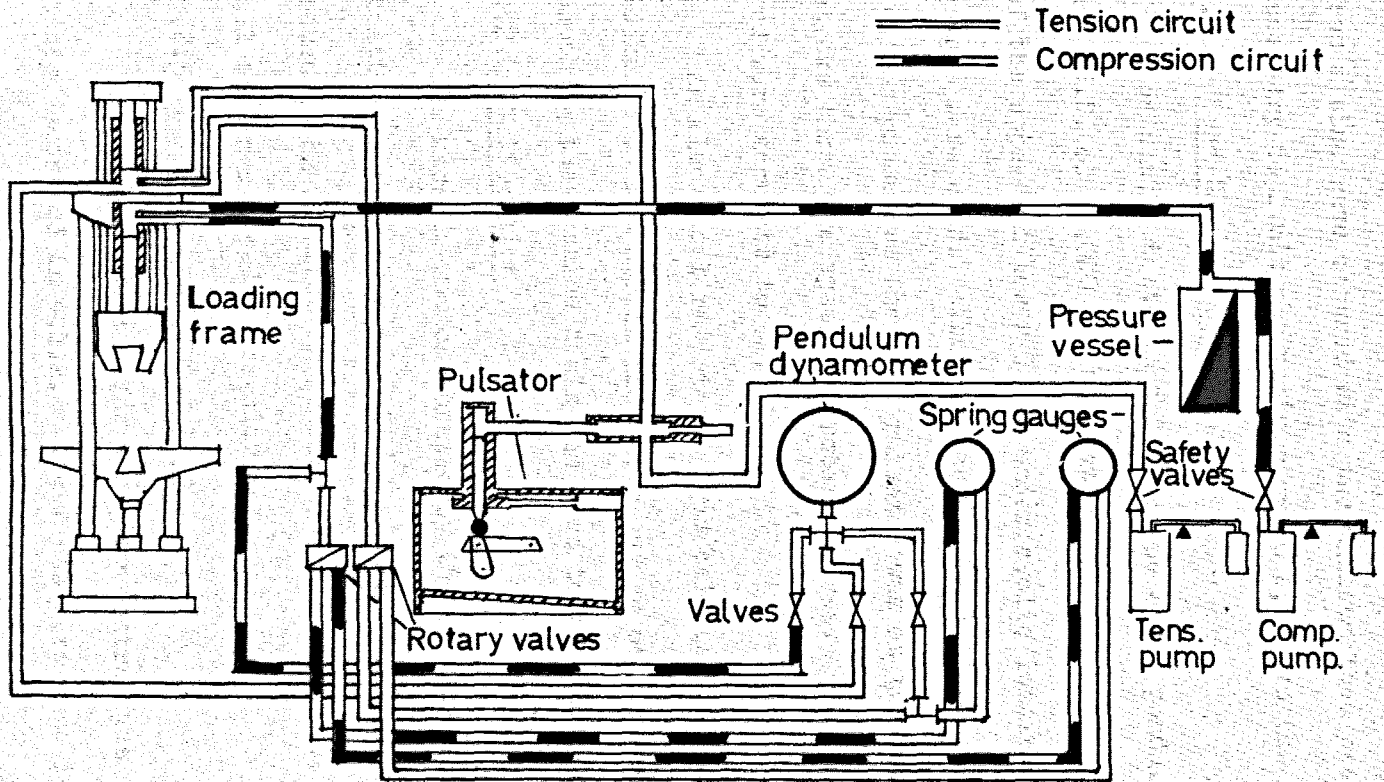 Tension circuit
Compression circuit
Loading
frame
Pendulum
dynamometer
Pressure
vessel
Pulsator
Spring gauges
Safety
valves
Valves
Rotary valves
Tens.
pump
Comp.
pump.